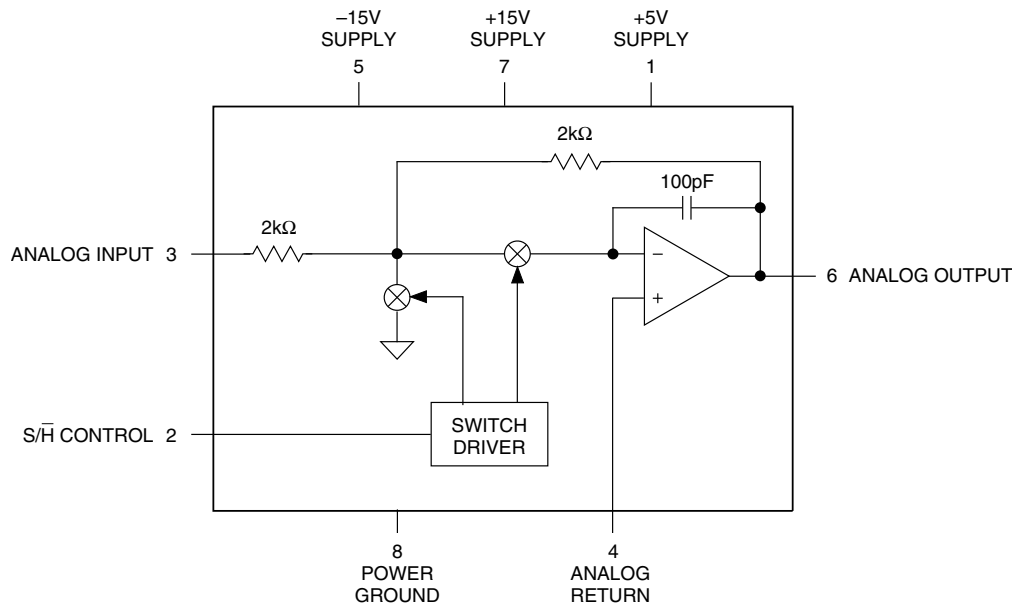 –15V
SUPPLY
5
+15V
SUPPLY
7
+5V
SUPPLY
1
2kΩ
100pF
2kΩ
ANALOG INPUT 3
–
+
6 ANALOG OUTPUT
S/H̅ CONTROL 2
SWITCH
DRIVER
8
POWER
GROUND
4
ANALOG
RETURN